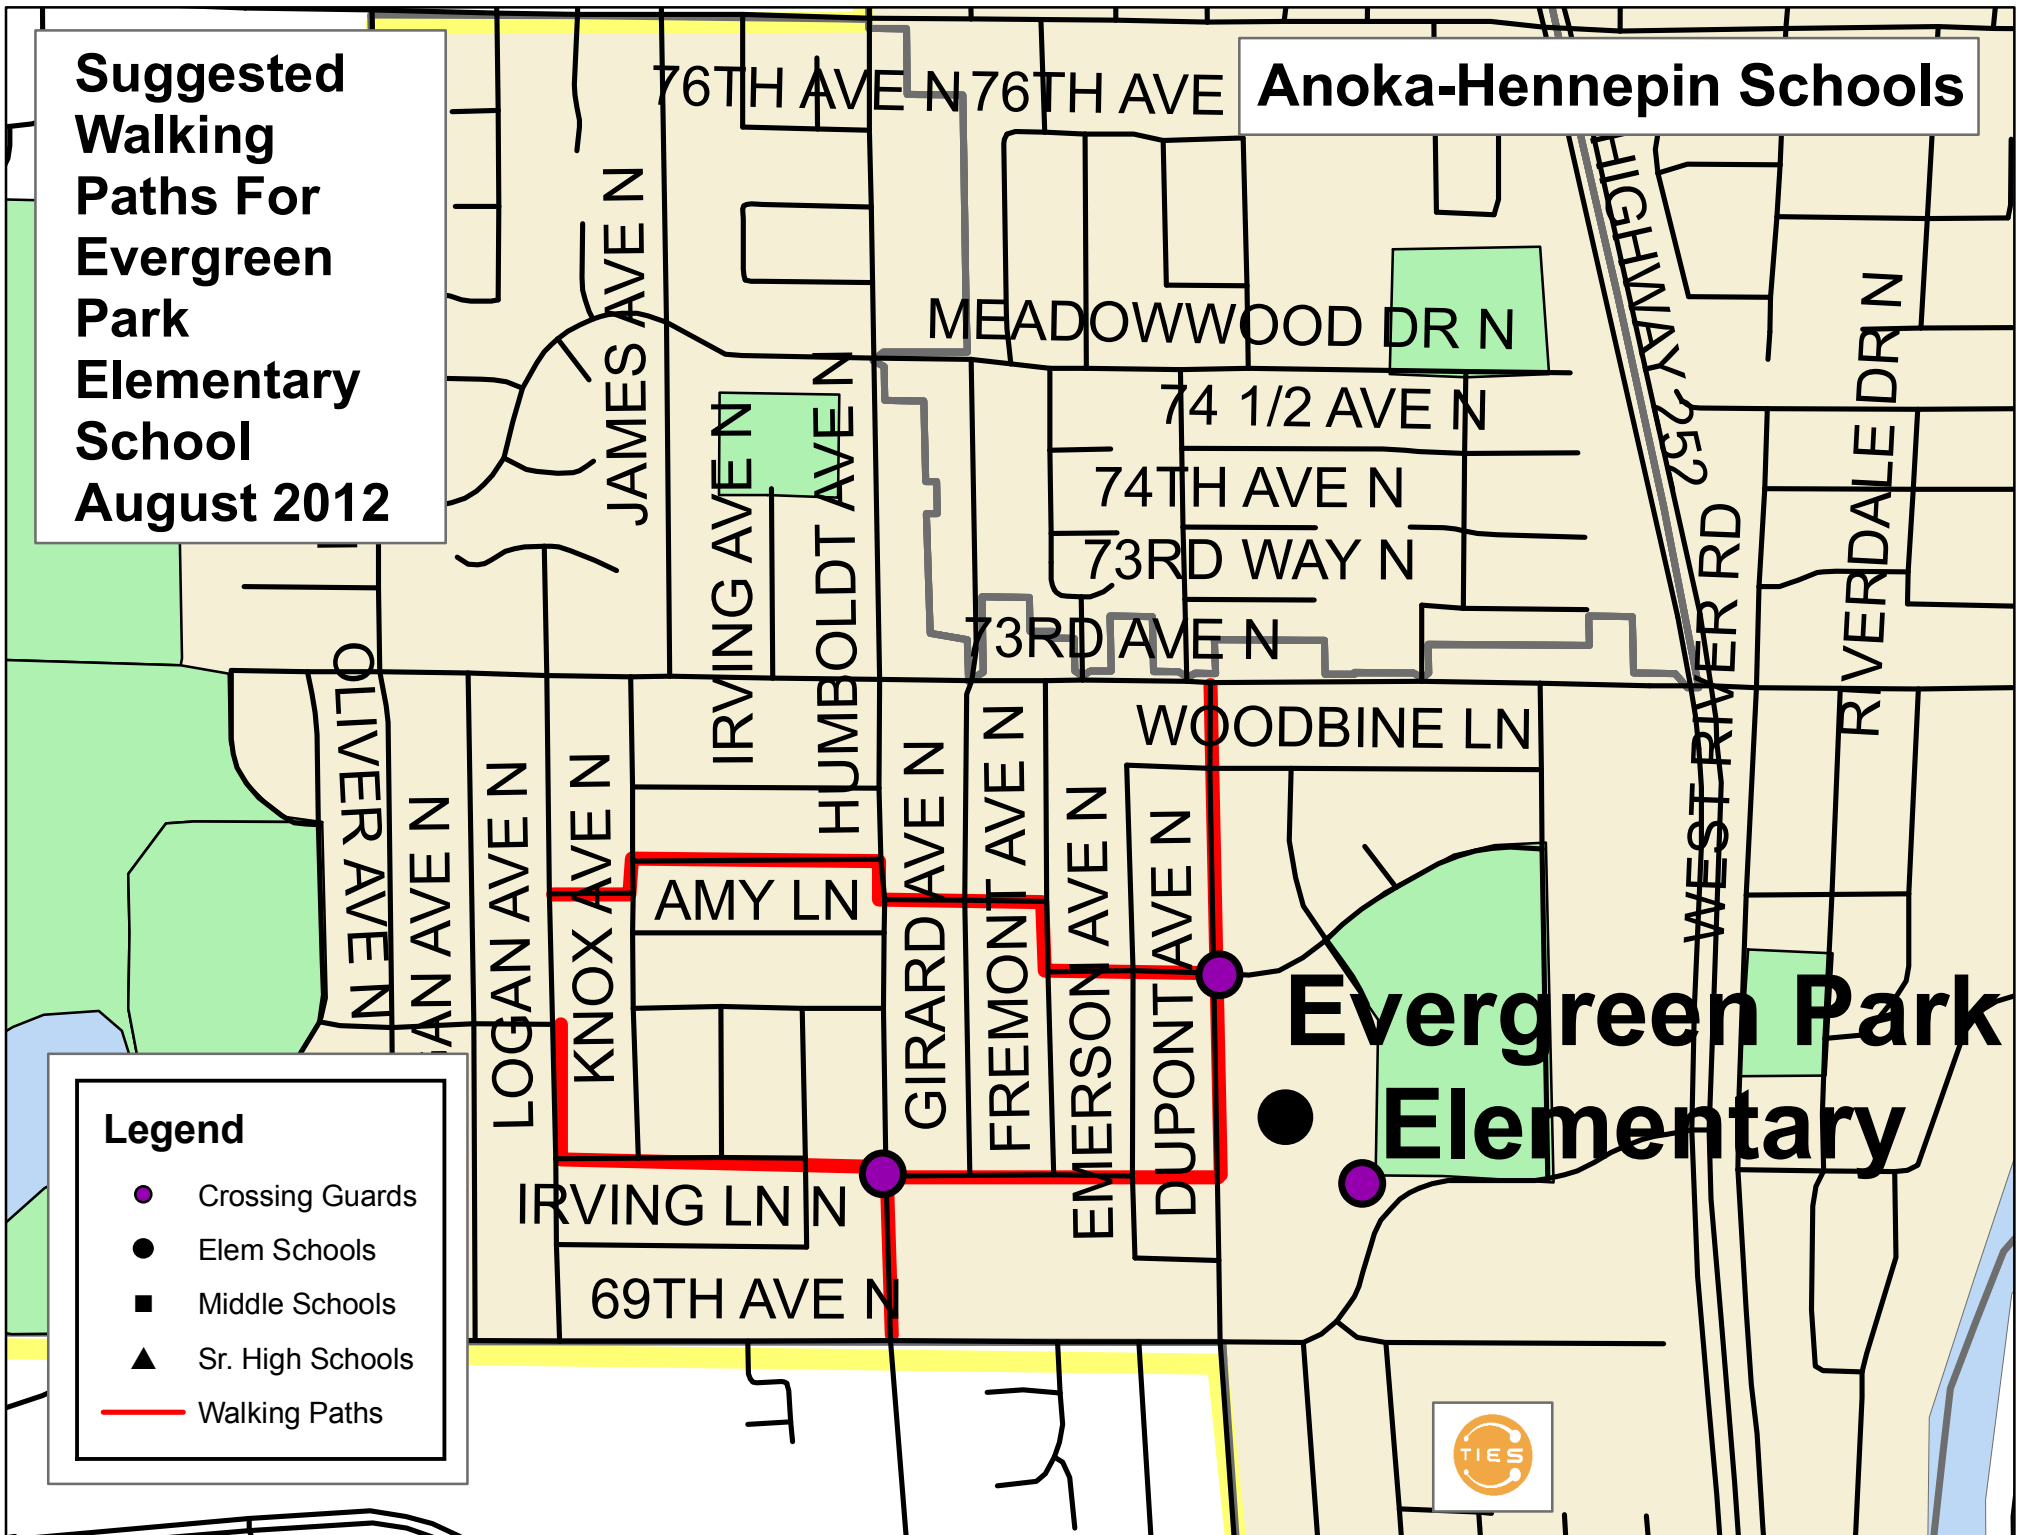 Suggested
Walking
Paths For
Evergreen
Park
Elementary
School
August 2012
Anoka-Hennepin Schools
76TH AVE N
76TH AVE
JAMES AVE N
HIGHWAY 252
MEADOWWOOD DR N
74 1/2 AVE N
74TH AVE N
73RD WAY N
73RD AVE N
IRVING AVE N
HUMBOLDT AVE N
WEST RIVER RD
RIVERDALE DR N
WOODBINE LN
OLIVER AVE N
AN AVE N
LOGAN AVE N
KNOX AVE N
AMY LN
GIRARD AVE N
FREMONT AVE N
EMERSON AVE N
DUPONT AVE N
Evergreen Park
Elementary
IRVING LN N
69TH AVE N
Legend
Crossing Guards
Elem Schools
Middle Schools
Sr. High Schools
Walking Paths
TIES